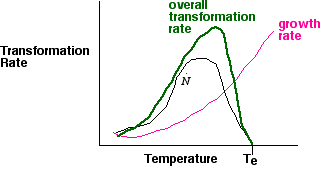 overall
transformation
rate
growth
rate
Transformation
Rate
Ṅ
Temperature
Te